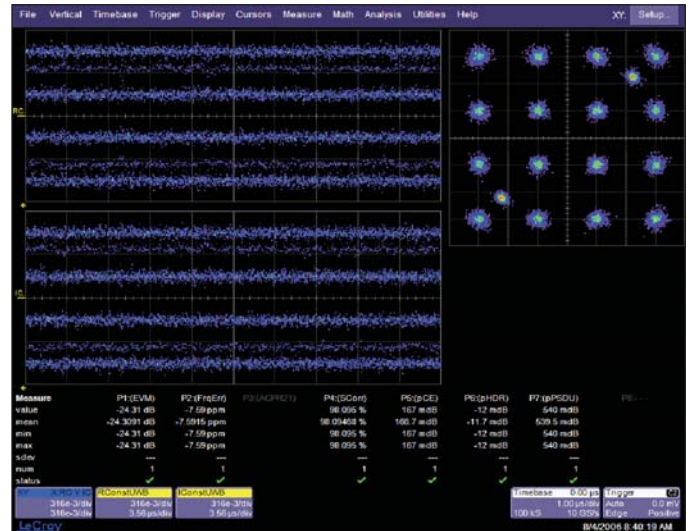 File Vertical Timebase Trigger Display Cursors Measure Math Analysis Utilities Help XY: Setup...
Measure P1:(EVM) P2:(FrqErr) P3:(ACPR21) P4:(SCorr) P5:(pCE) P6:(pHDR) P7:(pPSDU) P8:- - -
value -24.31 dB -7.59 ppm 98.095 % 167 mdB -12 mdB 540 mdB
mean -24.3091 dB -7.5915 ppm 98.09468 % 166.7 mdB -11.7 mdB 539.5 mdB
min -24.31 dB -7.59 ppm 98.095 % 167 mdB -12 mdB 540 mdB
max -24.31 dB -7.59 ppm 98.095 % 167 mdB -12 mdB 540 mdB
sdev --- --- --- --- --- ---
num 1 1 1 1 1 1
status
XY RConstUWB IConstUWB Timebase 0.00 µs Trigger C2
316e-3/div 316e-3/div 316e-3/div 1.00 µs/div Auto 0.0 mV
316e-3/div 3.56 µs/div 3.56 µs/div 100 kS 10 GS/s Edge Positive
LeCroy 8/4/2006 8:40:19 AM